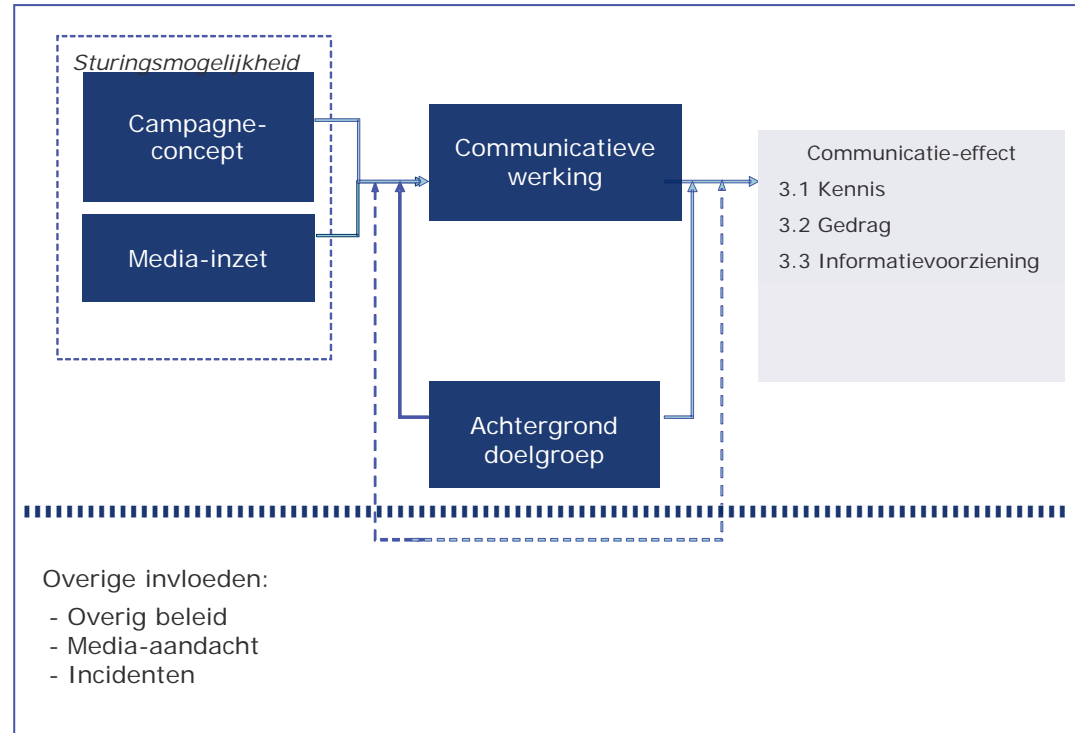 Sturingsmogelijkheid
Campagne-
concept
Media-inzet
Communicatieve
werking
Communicatie-effect
3.1 Kennis
3.2 Gedrag
3.3 Informatievoorziening
Achtergrond
doelgroep
Overige invloeden:
- Overig beleid
- Media-aandacht
- Incidenten